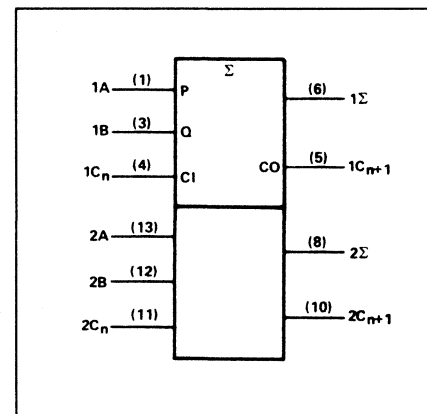 Σ
1A (1) P (6) 1Σ
1B (3) Q
1Cn (4) CI CO (5) 1Cn+1
2A (13)
2B (12) (8) 2Σ
2Cn (11) (10) 2Cn+1